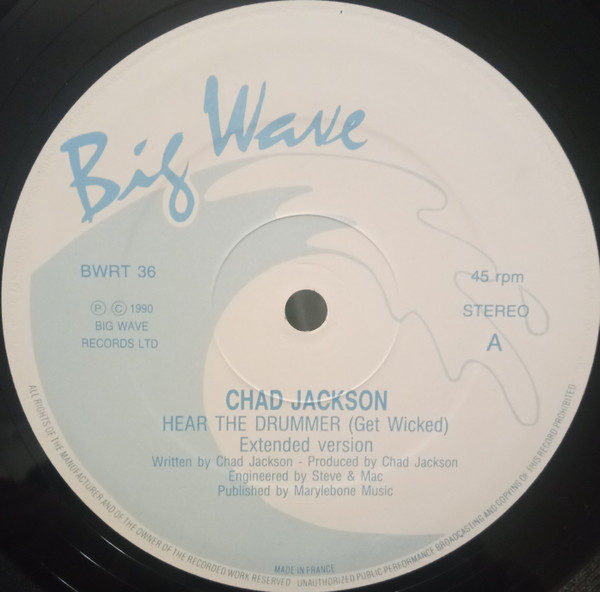 Big Wave
BWRT 36
Ⓟ Ⓒ 1990
BIG WAVE
RECORDS LTD
45 rpm
STEREO
A
CHAD JACKSON
HEAR THE DRUMMER (Get Wicked)
Extended version
Written by Chad Jackson - Produced by Chad Jackson
Engineered by Steve & Mac
Published by Marylebone Music
MADE IN FRANCE
ALL RIGHTS OF THE MANUFACTURER AND OF THE OWNER OF THE RECORDED WORK RESERVED - UNAUTHORIZED PUBLIC PERFORMANCE BROADCASTING AND COPYING OF THIS RECORD PROHIBITED